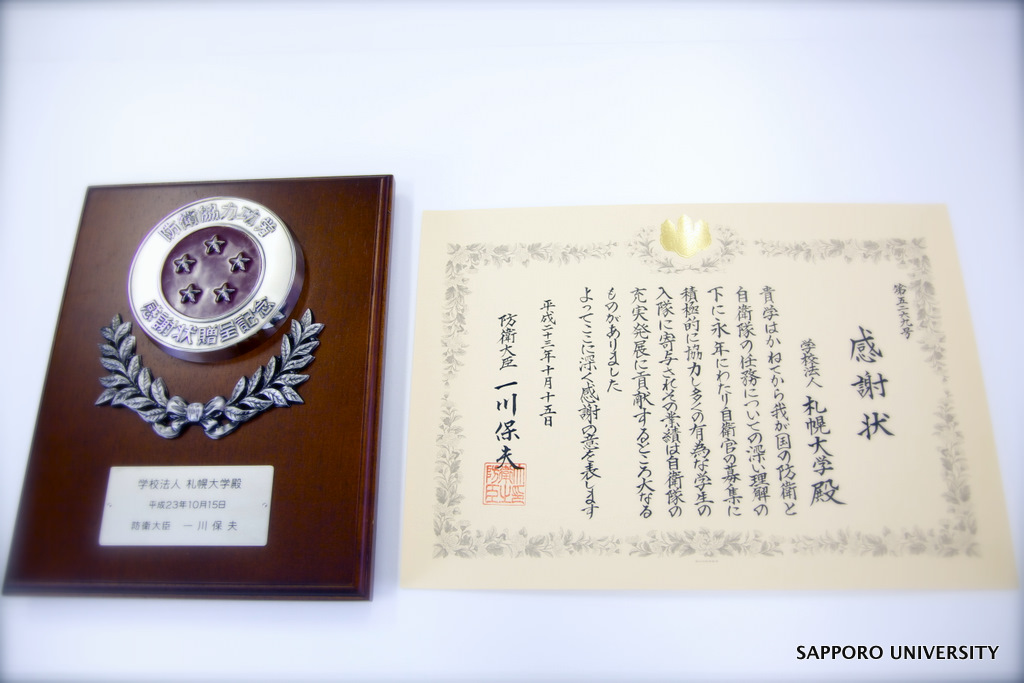 防衛協力功労
感謝状贈呈記念
学校法人 札幌大学殿
平成23年10月15日
防衛大臣 一川保夫
第五二六九号
感謝状
学校法人 札幌大学殿
貴学はかねてから我が国の防衛と
自衛隊の任務についての深い理解の
下に永年にわたり自衛官の募集に
積極的に協力し多くの有為な学生の
入隊に寄与されその業績は自衛隊の
充実発展に貢献するところ大なる
ものがありました
よってここに深く感謝の意を表します
平成二十三年十月十五日
防衛大臣 一川保夫
SAPPORO UNIVERSITY